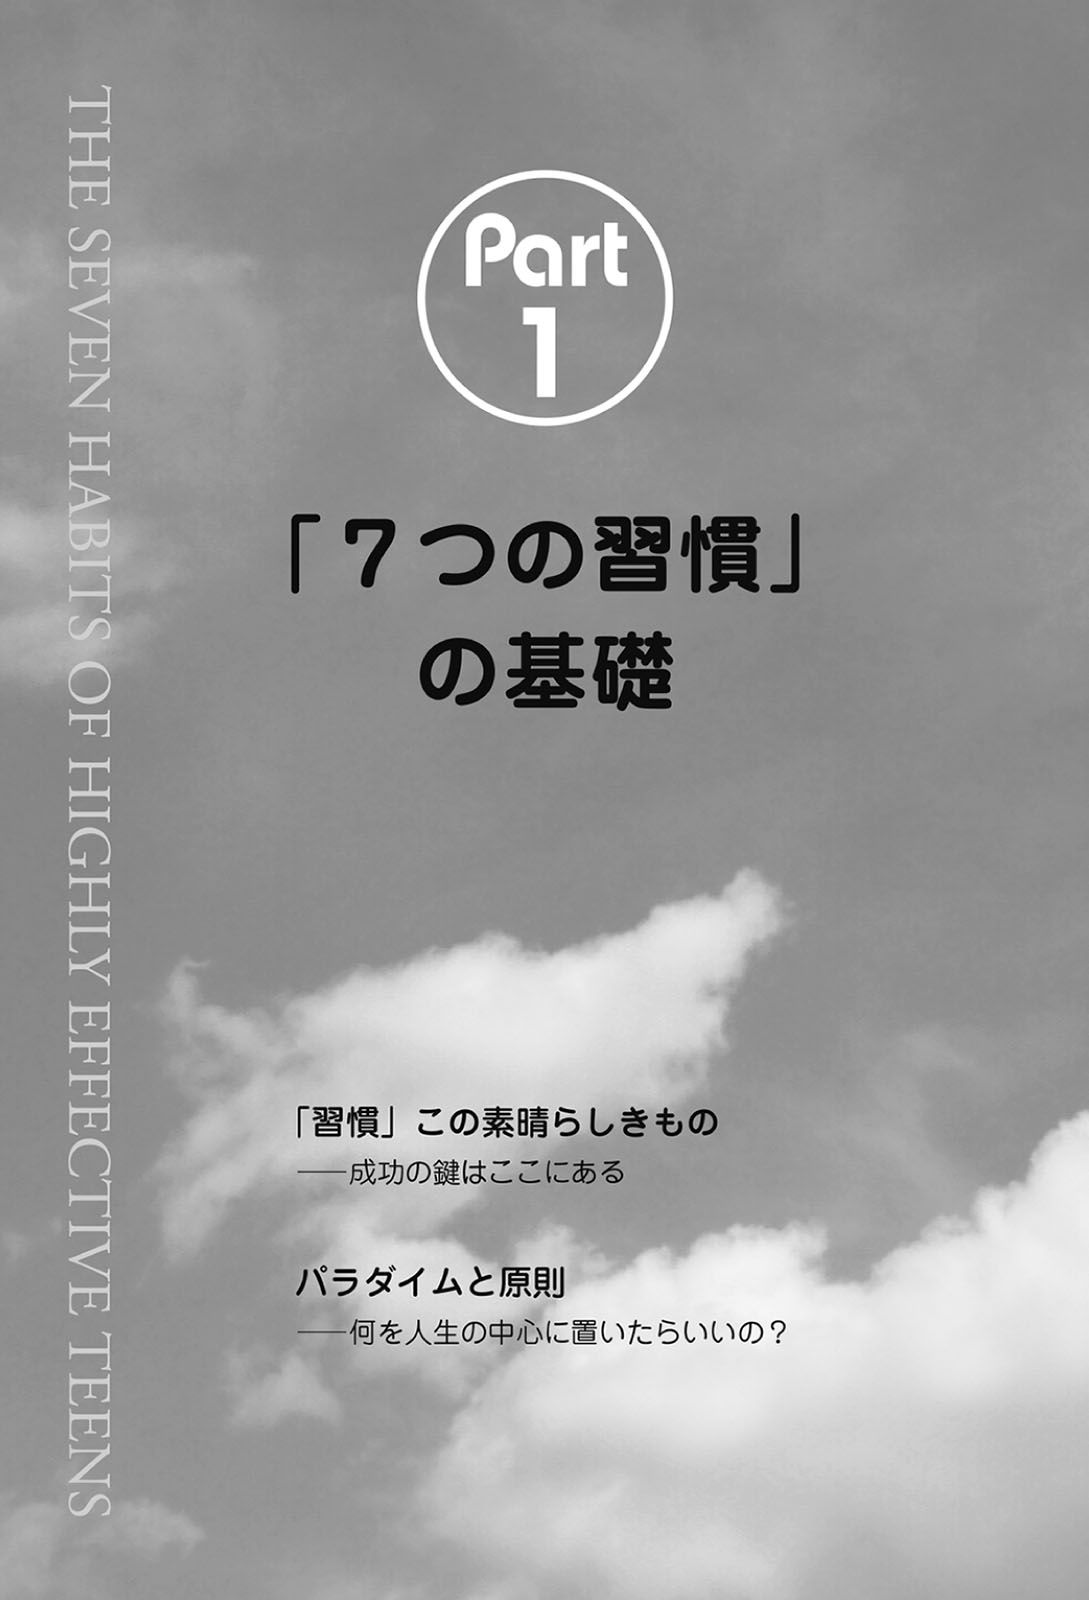 THE SEVEN HABITS OF HIGHLY EFFECTIVE TEENS
Part
1
「7つの習慣」
の基礎
「習慣」この素晴らしきもの
——成功の鍵はここにある
パラダイムと原則
——何を人生の中心に置いたらいいの？